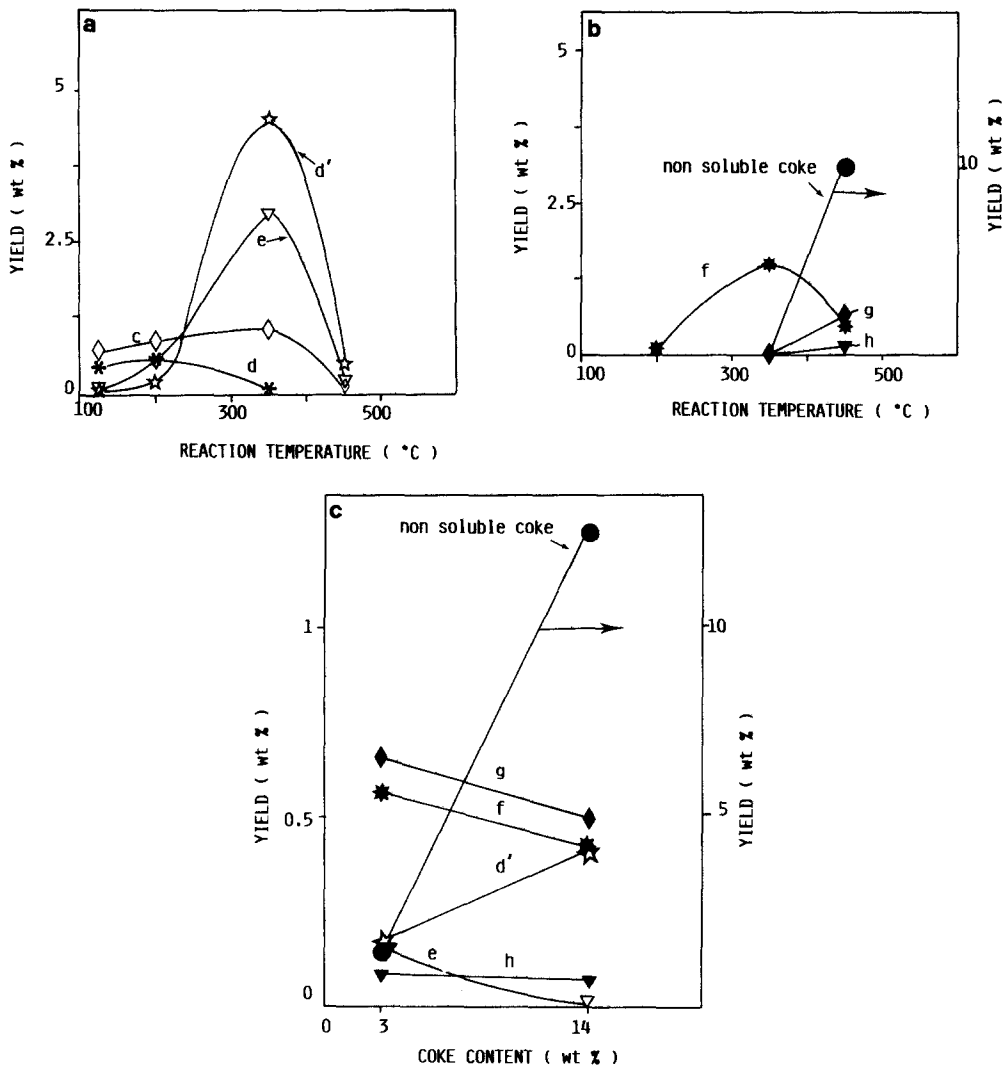 a
YIELD ( wt % )
5
2.5
0
d'
e
c
d
100
300
500
REACTION TEMPERATURE ( °C )
b
YIELD ( wt % )
5
2.5
0
non soluble coke
10
YIELD ( wt % )
f
g
h
100
300
500
REACTION TEMPERATURE ( °C )
c
YIELD ( wt % )
1
0.5
0
non soluble coke
10
5
YIELD ( wt % )
g
f
d'
e
h
0
3
14
COKE CONTENT ( wt % )